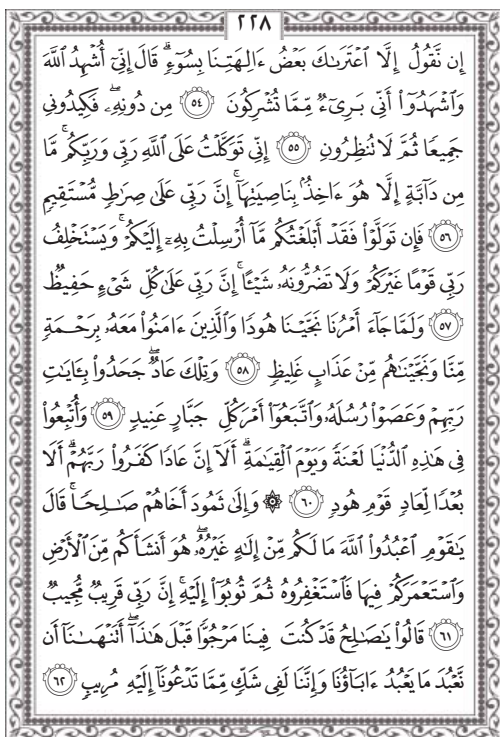 ٢٢٨
إِن نَّقُولُ إِلَّا ٱعْتَرَىٰكَ بَعْضُ ءَالِهَتِنَا بِسُوٓءٍۗ قَالَ إِنِّىٓ أُشْهِدُ ٱللَّهَ
وَٱشْهَدُوٓاْ أَنِّى بَرِىٓءٌ مِّمَّا تُشْرِكُونَ ٥٤ مِن دُونِهِۦۖ فَكِيدُونِى
جَمِيعًا ثُمَّ لَا تُنظِرُونِ ٥٥ إِنِّى تَوَكَّلْتُ عَلَى ٱللَّهِ رَبِّى وَرَبِّكُمۚ مَّا
مِن دَآبَّةٍ إِلَّا هُوَ ءَاخِذٌۢ بِنَاصِيَتِهَآۚ إِنَّ رَبِّى عَلَىٰ صِرَٰطٍ مُّسْتَقِيمٍ
٥٦ فَإِن تَوَلَّوْاْ فَقَدْ أَبْلَغْتُكُم مَّآ أُرْسِلْتُ بِهِۦٓ إِلَيْكُمْۚ وَيَسْتَخْلِفُ
رَبِّى قَوْمًا غَيْرَكُمْ وَلَا تَضُرُّونَهُۥ شَيْـًٔاۚ إِنَّ رَبِّى عَلَىٰ كُلِّ شَىْءٍ حَفِيظٌ
٥٧ وَلَمَّا جَآءَ أَمْرُنَا نَجَّيْنَا هُودًا وَٱلَّذِينَ ءَامَنُواْ مَعَهُۥ بِرَحْمَةٍ
مِّنَّا وَنَجَّيْنَٰهُم مِّنْ عَذَابٍ غَلِيظٍ ٥٨ وَتِلْكَ عَادٌۖ جَحَدُواْ بِـَٔايَٰتِ
رَبِّهِمْ وَعَصَوْاْ رُسُلَهُۥ وَٱتَّبَعُوٓاْ أَمْرَ كُلِّ جَبَّارٍ عَنِيدٍ ٥٩ وَأُتْبِعُواْ
فِى هَٰذِهِ ٱلدُّنْيَا لَعْنَةً وَيَوْمَ ٱلْقِيَٰمَةِۗ أَلَآ إِنَّ عَادًا كَفَرُواْ رَبَّهُمْۗ أَلَا
بُعْدًا لِّعَادٍ قَوْمِ هُودٍ ٦٠ ۞ وَإِلَىٰ ثَمُودَ أَخَاهُمْ صَٰلِحًاۚ قَالَ
يَٰقَوْمِ ٱعْبُدُواْ ٱللَّهَ مَا لَكُم مِّنْ إِلَٰهٍ غَيْرُهُۥۖ هُوَ أَنشَأَكُم مِّنَ ٱلْأَرْضِ
وَٱسْتَعْمَرَكُمْ فِيهَا فَٱسْتَغْفِرُوهُ ثُمَّ تُوبُوٓاْ إِلَيْهِۚ إِنَّ رَبِّى قَرِيبٌ مُّجِيبٌ
٦١ قَالُواْ يَٰصَٰلِحُ قَدْ كُنتَ فِينَا مَرْجُوًّا قَبْلَ هَٰذَآۖ أَتَنْهَىٰنَآ أَن
نَّعْبُدَ مَا يَعْبُدُ ءَابَآؤُنَا وَإِنَّنَا لَفِى شَكٍّ مِّمَّا تَدْعُونَآ إِلَيْهِ مُرِيبٍ ٦٢